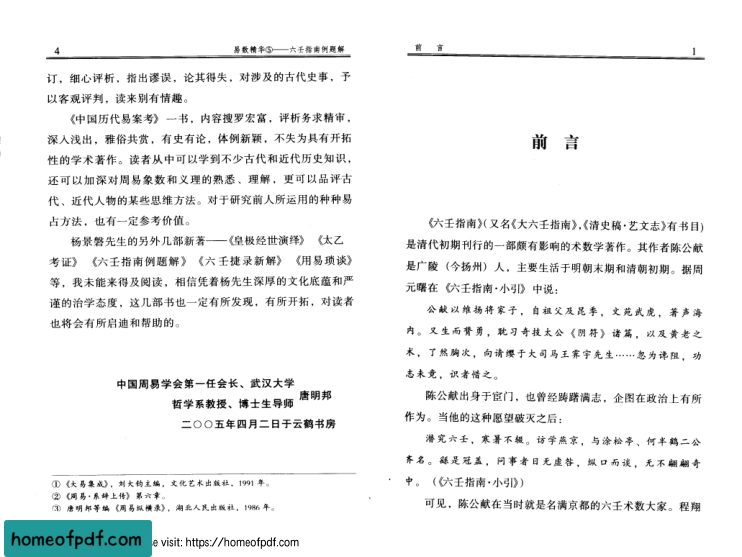 4 易数精华⑤——六壬指南例题解
订，细心评析，指出谬误，论其得失，对涉及的古代史事，予
以客观评判，读来别有情趣。
《中国历代易案考》一书，内容搜罗宏富，评析务求精审，
深入浅出，雅俗共赏，有史有论，体例新颖，不失为具有开拓
性的学术著作。读者从中可以学到不少古代和近代历史知识，
还可以加深对周易象数和义理的熟悉、理解，更可以品评古
代、近代人物的某些思维方法。对于研究前人所运用的种种易
占方法，也有一定参考价值。
杨景磐先生的另外几部新著——《皇极经世演绎》《太乙
考证》《六壬指南例题解》《六壬捷录新解》《用易琐谈》
等，我未能来得及阅读，相信凭着杨先生深厚的文化底蕴和严
谨的治学态度，这几部书也一定有所发现，有所开拓，对读者
也将会有所启迪和帮助的。
中国周易学会第一任会长、武汉大学
哲学系教授、博士生导师 唐明邦
二〇〇五年四月二日于云鹤书房
①《大易集成》，刘大钧主编，文化艺术出版社，1991年。
②《周易·系辞上传》第六章。
③ 唐明邦等编《周易纵横录》，湖北人民出版社，1986年。
前 言 1
前 言
《六壬指南》（又名《大六壬指南》，《清史稿·艺文志》有书目）
是清代初期刊行的一部颇有影响的术数学著作。其作者陈公献
是广陵（今扬州）人，主要生活于明朝末期和清朝初期。据周
元曙在《六壬指南·小引》中说：
公献以维扬将家子，自祖父及昆季，文苑武虎，著声海
内。又生而膂勇，耽习奇技太公《阴符》诸篇，以及黄老之
术，了然胸次，向请缨于大司马王霁宇先生……忽为谗阻，功
志未竟，识者惜之。
陈公献出身于宦门，也曾经踌躇满志，企图在政治上有所
作为。当他的这种愿望破灭之后：
潜究六壬，寒暑不辍。访学燕京，与涂松亭、何半鹤二公
齐名。繇是冠盖，问事者日无虚咎，纵口而谈，无不翩翩奇
中。（《六壬指南·小引》）
可见，陈公献在当时就是名满京都的六壬术数大家。程翔
homeofpdf.com
se visit: https://homeofpdf.com